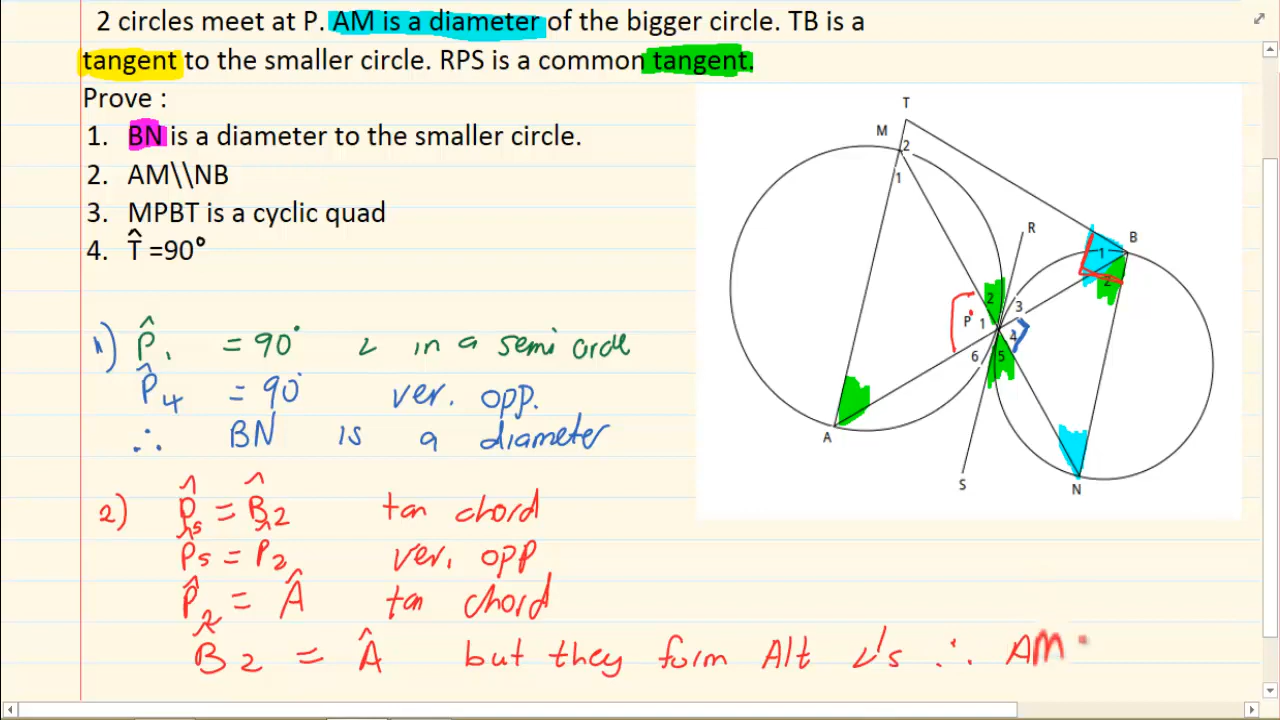 2 circles meet at P. AM is a diameter of the bigger circle. TB is a
tangent to the smaller circle. RPS is a common tangent.
Prove :
1. BN is a diameter to the smaller circle.
2. AM\\NB
3. MPBT is a cyclic quad
4. T̂ =90°
1) P̂₁ = 90° ∠ in a semi circle
P̂₄ = 90° ver. opp.
∴ BN is a diameter
2) P̂₅ = B̂₂ tan chord
P̂₅ = P̂₂ ver. opp
P̂₂ = Â tan chord
B̂₂ = Â but they form Alt ∠'s ∴ AM
T
M
2
1
R
B
1
2
2
3
P
1
4
6
5
A
S
N